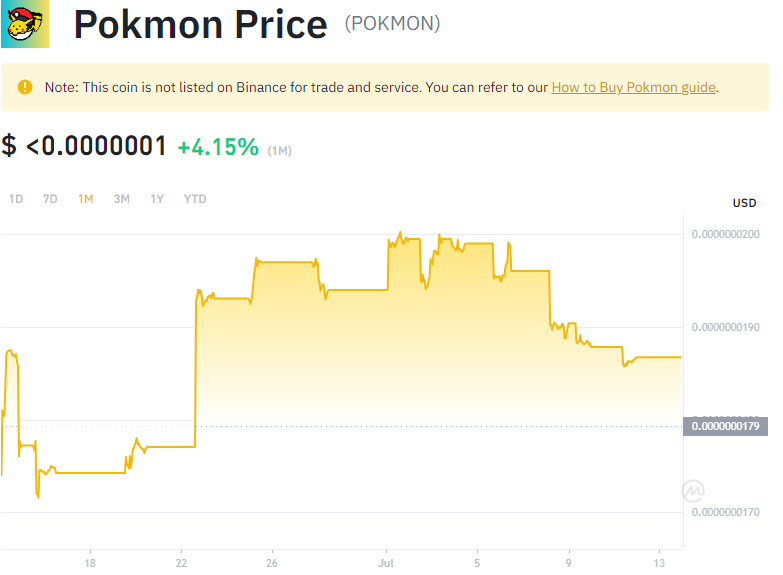 Pokmon Price (POKMON)
Note: This coin is not listed on Binance for trade and service. You can refer to our How to Buy Pokmon guide.
$ <0.0000001 +4.15% (1M)
1D 7D 1M 3M 1Y YTD
USD
0.0000000200
0.0000000190
0.0000000179
0.0000000170
18 22 26 Jul 5 9 13